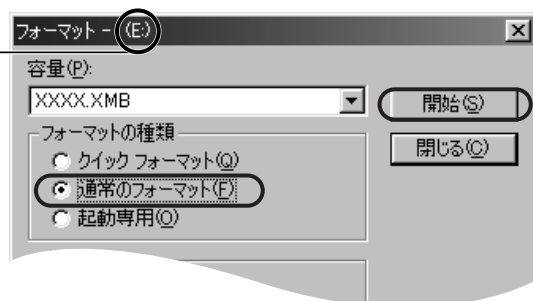 フォーマット - (E:)
容量(P):
XXXX.XMB
開始(S)
フォーマットの種類
閉じる(C)
クイック フォーマット(Q)
通常のフォーマット(F)
起動専用(O)